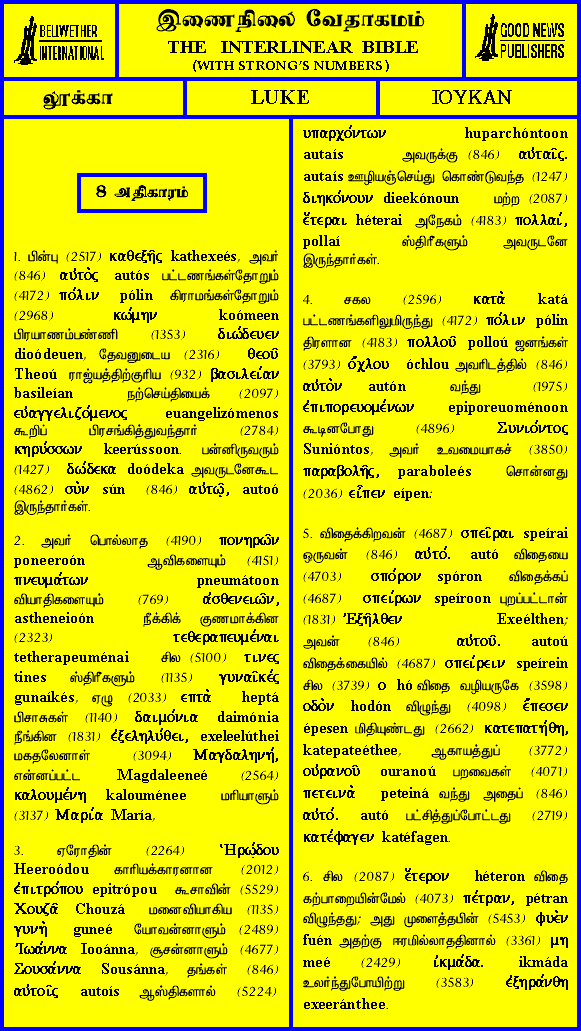 BELLWETHER
INTERNATIONAL
இணைநிலை வேதாகமம்
THE INTERLINEAR BIBLE
(WITH STRONG'S NUMBERS)
GOOD NEWS
PUBLISHERS
லூக்கா
LUKE
ΙΟΥΚΑΝ
8 அதிகாரம்
1. பின்பு (2517) καθεξῆς kathexeés, அவர்
(846) αὐτὸς autós பட்டணங்கள்தோறும்
(4172) πόλιν pólin கிராமங்கள்தோறும்
(2968) κώμην koómeen
பிரயாணம்பண்ணி (1353) διώδευεν
dioódeuen, தேவனுடைய (2316) θεοῦ
Theoú ராஜ்யத்திற்குரிய (932) βασιλείαν
basileían நற்செய்தியைக் (2097)
εὐαγγελιζόμενος euangelizómenos
கூறிப் பிரசங்கித்துவந்தார் (2784)
κηρύσσων keerússoon. பன்னிருவரும்
(1427) δώδεκα doódeka அவருடனேகூட
(4862) σὺν sún (846) αὐτῷ, autoó
இருந்தார்கள்.
2. அவர் பொல்லாத (4190) πονηρῶν
poneeroón ஆவிகளையும் (4151)
πνευμάτων pneumátoon
வியாதிகளையும் (769) ἀσθενειῶν,
astheneioón நீக்கிக் குணமாக்கின
(2323) τεθεραπευμέναι
tetherapeuménai சில (5100) τινες
tines ஸ்திரீகளும் (1135) γυναῖκές
gunaíkés, ஏழு (2033) επτὰ heptá
பிசாசுகள் (1140) δαιμόνια daimónia
நீங்கின (1831) ἐξεληλύθει, exeleelúthei
மகதலேனாள் (3094) Μαγδαληνή,
என்னப்பட்ட Magdaleeneé (2564)
καλουμένη kalouménee மரியாளும்
(3137) Μαρία María,
3. ஏரோதின் (2264) Ἡρῴδου
Heeroódou காரியக்காரனான (2012)
ἐπιτρόπου epitrópou கூசாவின் (5529)
Χουζᾶ Chouzá மனைவியாகிய (1135)
γυνὴ guneé யோவன்னாளும் (2489)
Ἰωάννα Iooánna, சூசன்னாளும் (4677)
Σουσάννα Sousánna, தங்கள் (846)
αὐτοῖς autois ஆஸ்திகளால் (5224)
υπαρχόντων huparchóntoon
autaís அவருக்கு (846) αὐταῖς.
autaís ஊழியஞ்செய்து கொண்டுவந்த (1247)
διηκόνουν dieekónoun மற்ற (2087)
ἕτεραι héterai அநேகம் (4183) πολλαί,
pollaí ஸ்திரீகளும் அவருடனே
இருந்தார்கள்.
4. சகல (2596) κατὰ katá
பட்டணங்களிலுமிருந்து (4172) πόλιν pólin
திரளான (4183) πολλοῦ polloú ஜனங்கள்
(3793) ὄχλου óchlou அவரிடத்தில் (846)
αὐτὸν autón வந்து (1975)
ἐπιπορευομένων epiporeuoménoon
கூடினபோது (4896) Συνιόντος
Sunióntos, அவர் உவமையாகச் (3850)
παραβολῆς, paraboleés சொன்னது
(2036) εἶπεν eípen:
5. விதைக்கிறவன் (4687) σπεῖραι speírai
ஒருவன் (846) αὐτό. autó விதையை
(4703) σπόρον spóron விதைக்கப்
(4687) σπείρων speíroon புறப்பட்டான்
(1831) Ἐξῆλθεν Exeélthen;
அவன் (846) αὐτοῦ. autoú
விதைக்கையில் (4687) σπείρειν speírein
சில (3739) ο hó விதை வழியருகே (3598)
οδὸν hodón விழுந்து (4098) ἔπεσεν
épesen மிதியுண்டது (2662) κατεπατήθη,
katepateéthee, ஆகாயத்துப் (3772)
οὐρανοῦ ouranoú பறவைகள் (4071)
πετεινὰ peteiná வந்து அதைப் (846)
αὐτό. autó பட்சித்துப்போட்டது (2719)
κατέφαγεν katéfagen.
6. சில (2087) ἕτερον héteron விதை
கற்பாறையின்மேல் (4073) πέτραν, pétran
விழுந்தது; அது முளைத்தபின் (5453) φυὲν
fuén அதற்கு ஈரமில்லாததினால் (3361) μη
meé (2429) ἰκμάδα. ikmáda
உலர்ந்துபோயிற்று (3583) ἐξηράνθη
exeeránthee.